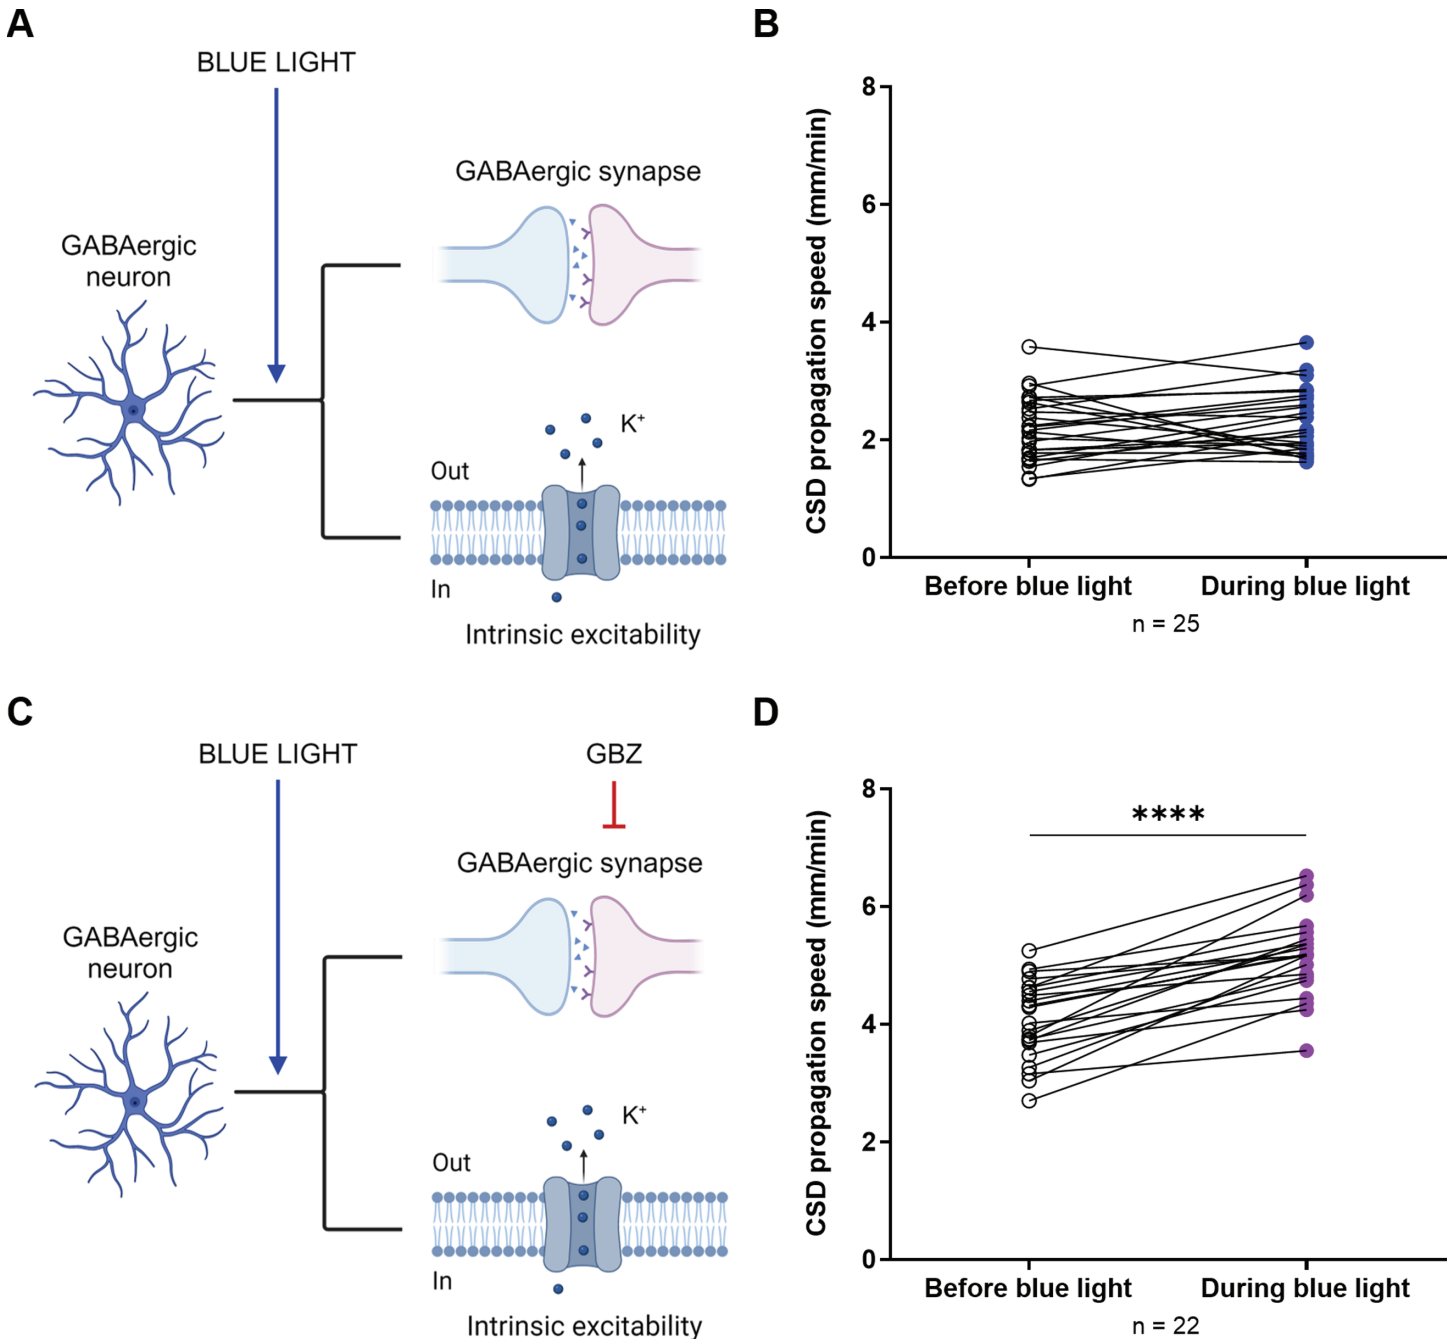 A
BLUE LIGHT
GABAergic synapse
GABAergic
neuron
K⁺
Out
In
Intrinsic excitability
B
CSD propagation speed (mm/min)
8
6
4
2
0
Before blue light
During blue light
n = 25
C
BLUE LIGHT
GBZ
GABAergic synapse
GABAergic
neuron
K⁺
Out
In
Intrinsic excitability
D
CSD propagation speed (mm/min)
8
6
4
2
0
****
Before blue light
During blue light
n = 22